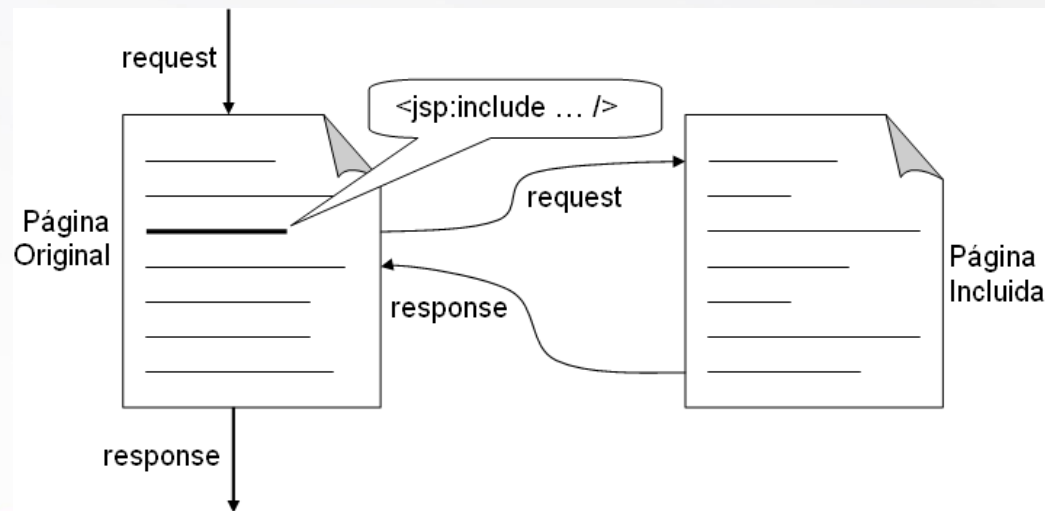 request
<jsp:include … />
request
Página
Original
Página
Incluida
response
response